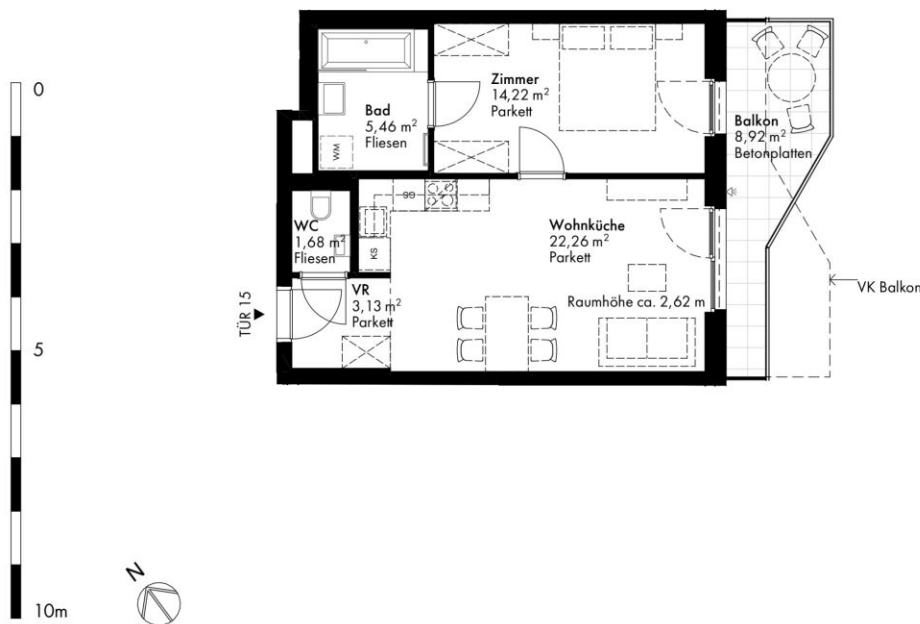 0
5
10m
N
Bad
5,46 m²
Fliesen
WM
Zimmer
14,22 m²
Parkett
Balkon
8,92 m²
Betonplatten
WC
1,68 m²
Fliesen
GS
KS
Wohnküche
22,26 m²
Parkett
VR
3,13 m²
Parkett
Raumhöhe ca. 2,62 m
TÜR 15
VK Balkon